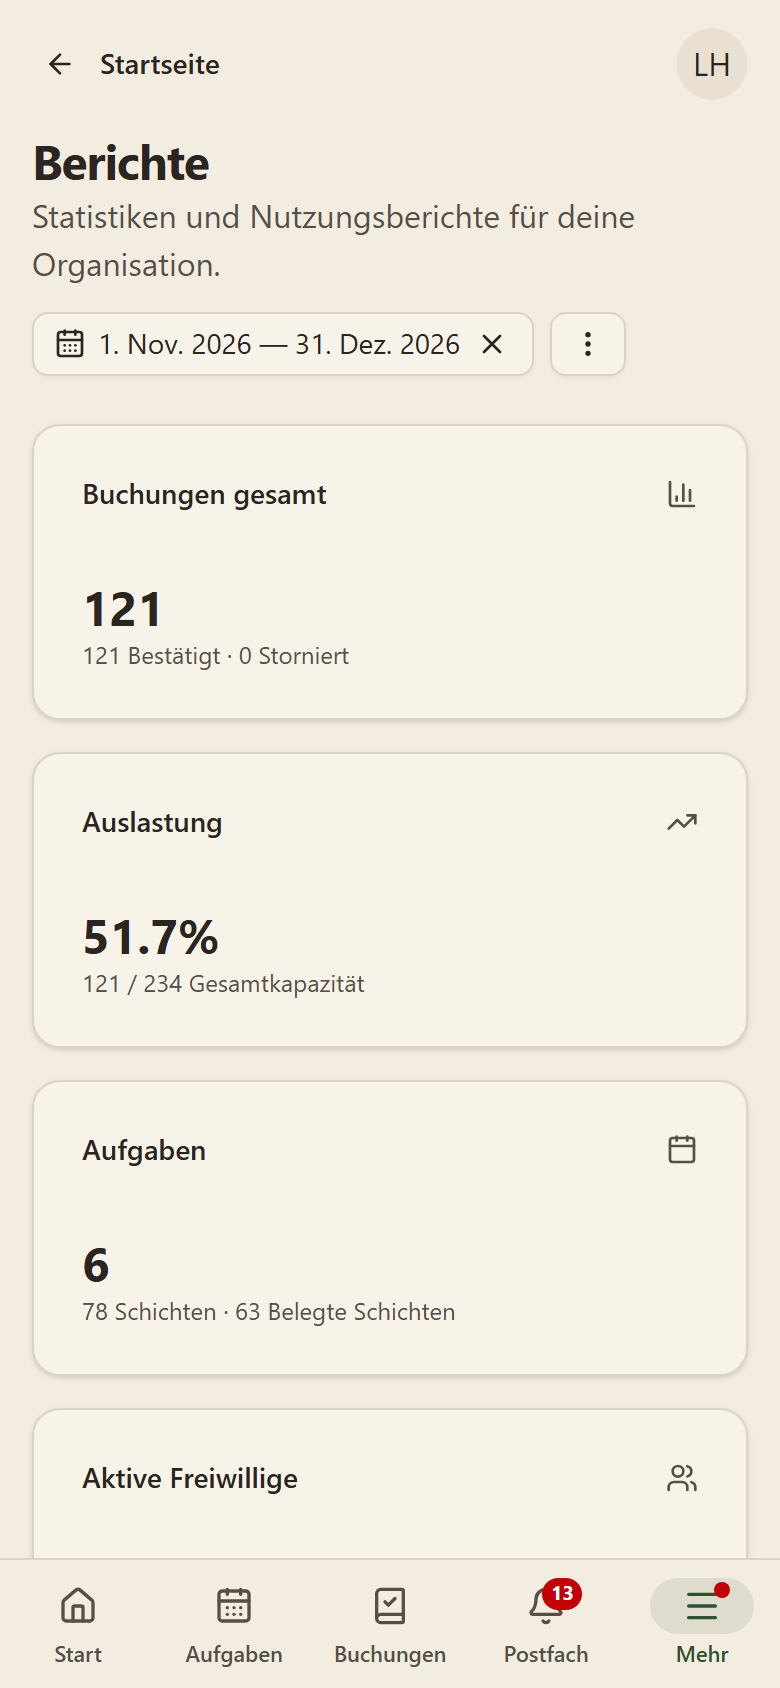 Startseite
LH
Berichte
Statistiken und Nutzungsberichte für deine
Organisation.
1. Nov. 2026 — 31. Dez. 2026
Buchungen gesamt
121
121 Bestätigt · 0 Storniert
Auslastung
51.7%
121 / 234 Gesamtkapazität
Aufgaben
6
78 Schichten · 63 Belegte Schichten
Aktive Freiwillige
13
Start
Aufgaben
Buchungen
Postfach
Mehr